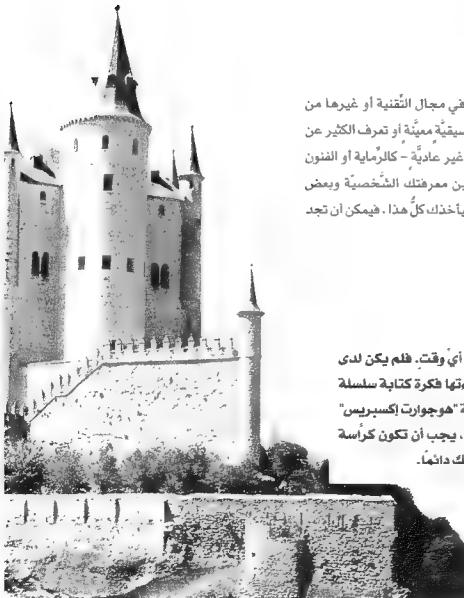 في مجال التِّقنية أو غيرها من
سيقيَّةٍ معيَّنةٍ أو تعرف الكثير عن
غير عاديَّةٍ – كالرِّماية أو الفنون
ين معرفتك الشَّخصيّة وبعض
يأخذك كلُّ هذا . فيمكن أن تجد
أيِّ وقتٍ. فلم يكن لدى
ءتها فكرة كتابة سلسلة
ة "هوجوارت إكسبريس"
، يجب أن تكون كرَّاسة
ك دائمًا.